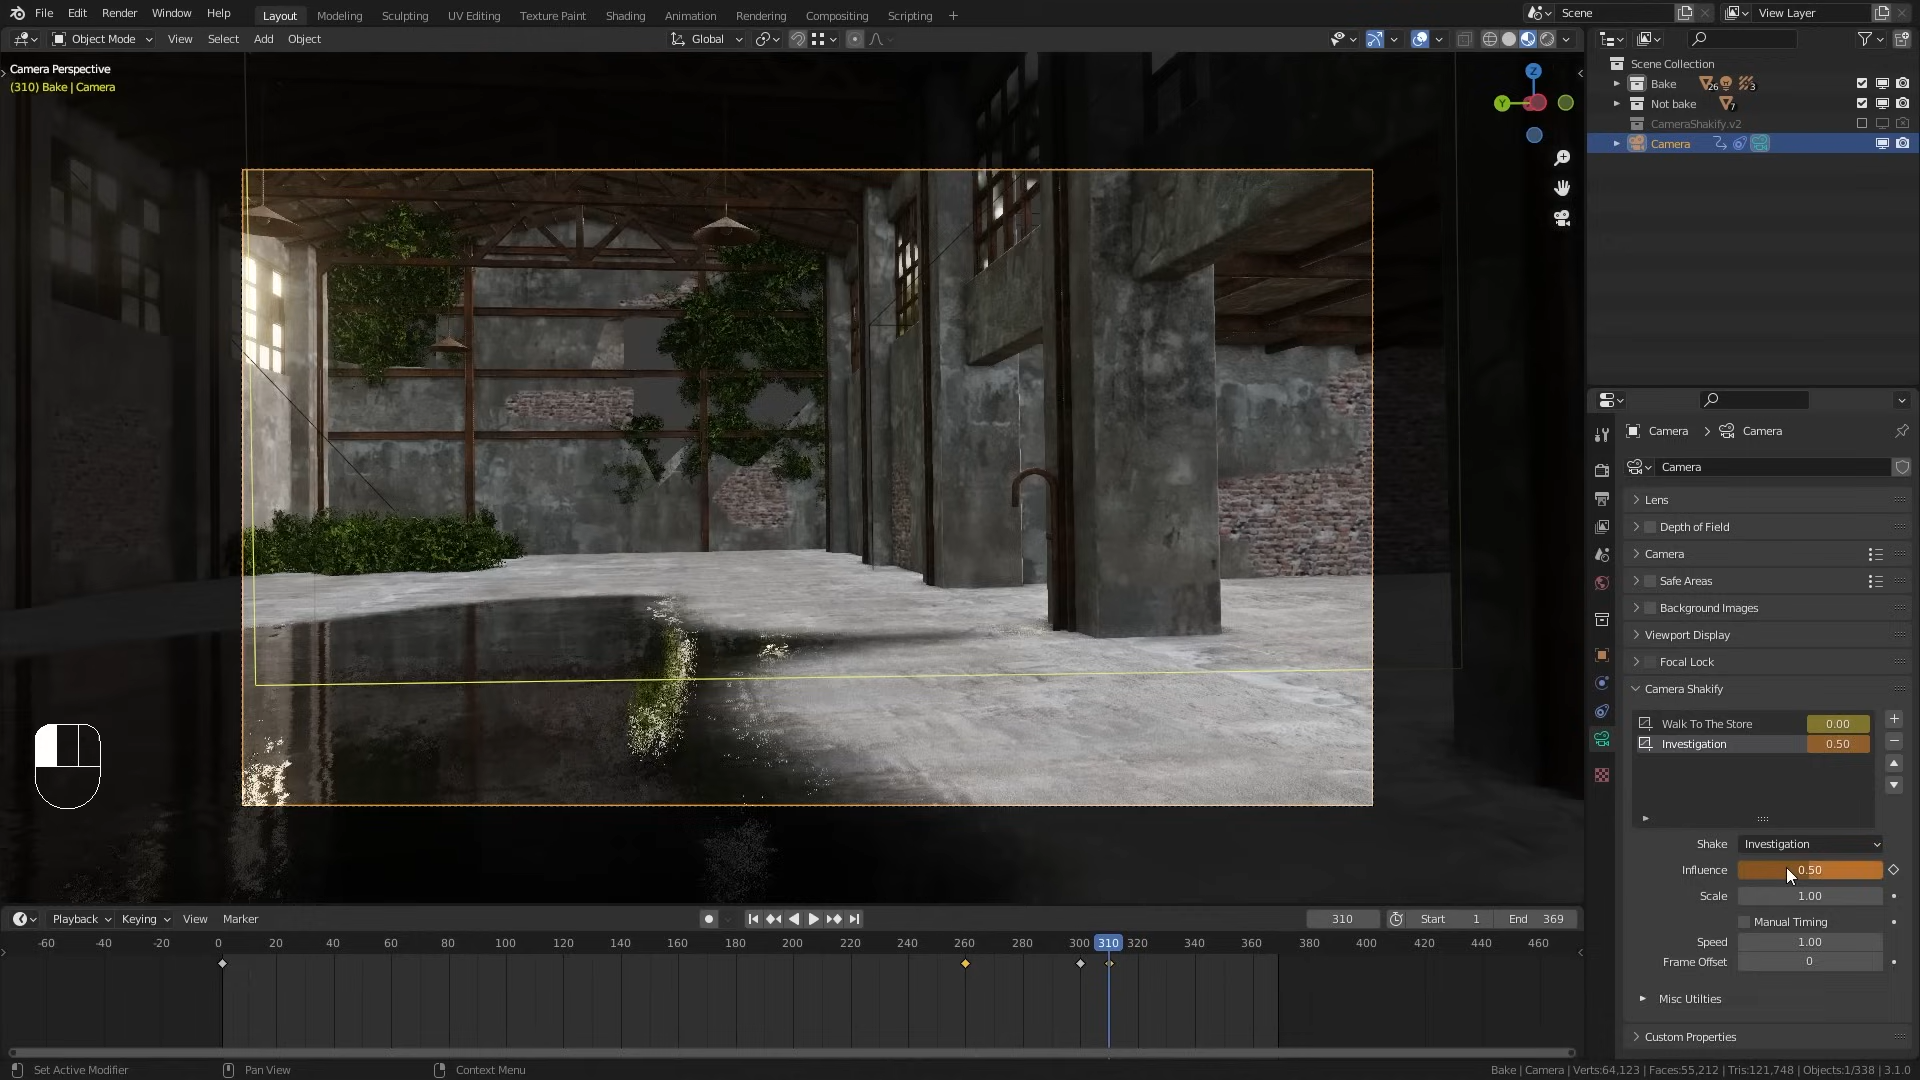 File Edit Render Window Help
Layout Modeling Sculpting UV Editing Texture Paint Shading Animation Rendering Compositing Scripting +
Scene View Layer
Object Mode View Select Add Object
Global
Camera Perspective
(310) Bake | Camera
Z
Y
Scene Collection
Bake 26 3
Not bake 7
CameraShakify.v2
Camera
Camera > Camera
Camera
Lens
Depth of Field
Camera
Safe Areas
Background Images
Viewport Display
Focal Lock
Camera Shakify
Walk To The Store 0.00
Investigation 0.50
Shake Investigation
Influence 0.50
Scale 1.00
Manual Timing
Speed 1.00
Frame Offset 0
Misc Utilties
Custom Properties
Playback Keying View Marker
310 Start 1 End 369
-60 -40 -20 0 20 40 60 80 100 120 140 160 180 200 220 240 260 280 300 310 320 340 360 380 400 420 440 460
Set Active Modifier Pan View Context Menu
Bake | Camera | Verts:64,123 | Faces:55,212 | Tris:121,748 | Objects:1/338 | 3.1.0